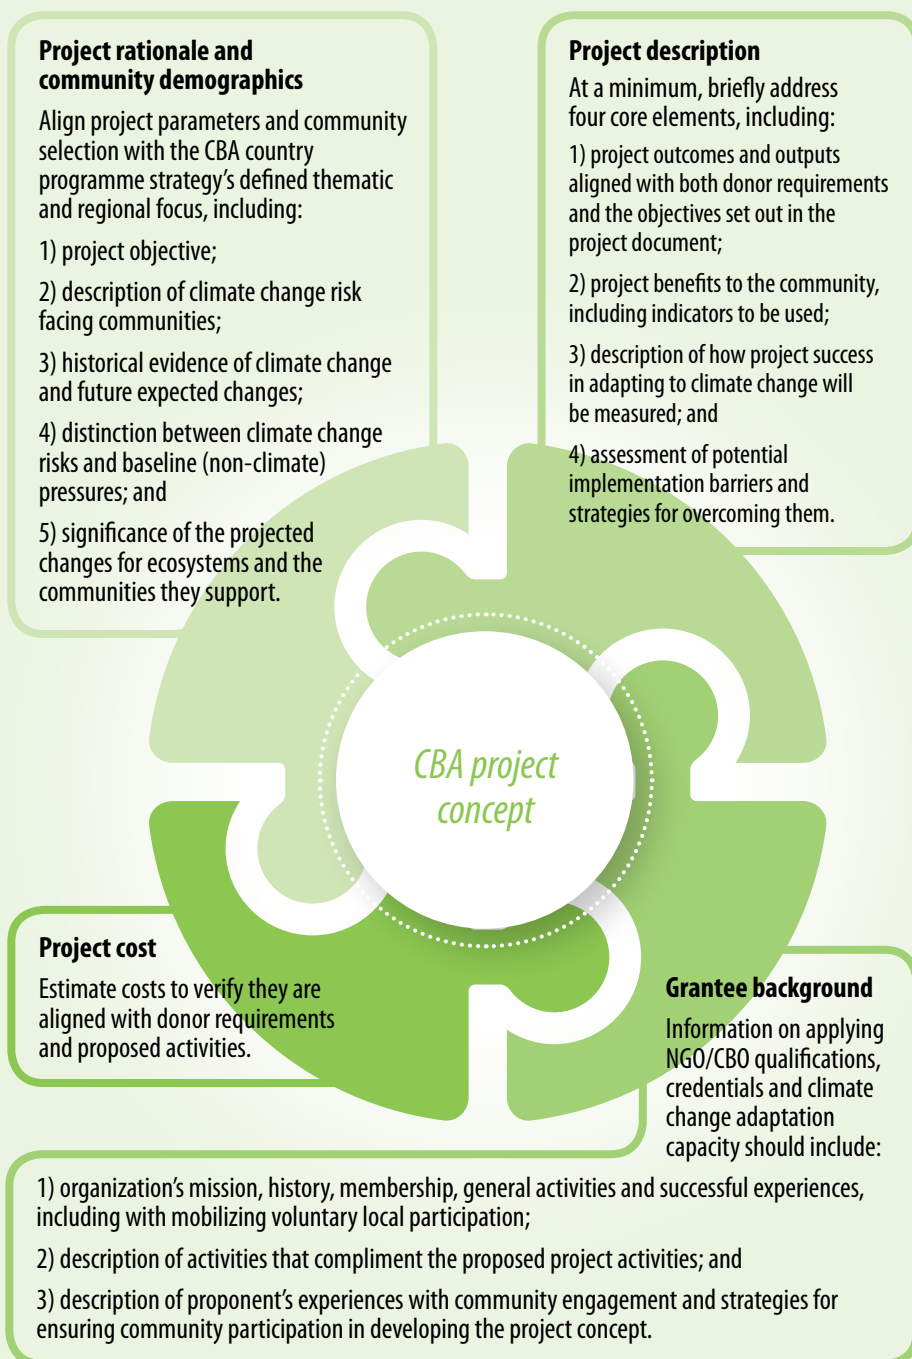 Project rationale and
community demographics
Align project parameters and community
selection with the CBA country
programme strategy's defined thematic
and regional focus, including:
1) project objective;
2) description of climate change risk
facing communities;
3) historical evidence of climate change
and future expected changes;
4) distinction between climate change
risks and baseline (non-climate)
pressures; and
5) significance of the projected
changes for ecosystems and the
communities they support.
Project description
At a minimum, briefly address
four core elements, including:
1) project outcomes and outputs
aligned with both donor requirements
and the objectives set out in the
project document;
2) project benefits to the community,
including indicators to be used;
3) description of how project success
in adapting to climate change will
be measured; and
4) assessment of potential
implementation barriers and
strategies for overcoming them.
CBA project
concept
Project cost
Estimate costs to verify they are
aligned with donor requirements
and proposed activities.
Grantee background
Information on applying
NGO/CBO qualifications,
credentials and climate
change adaptation
capacity should include:
1) organization's mission, history, membership, general activities and successful experiences,
including with mobilizing voluntary local participation;
2) description of activities that compliment the proposed project activities; and
3) description of proponent's experiences with community engagement and strategies for
ensuring community participation in developing the project concept.